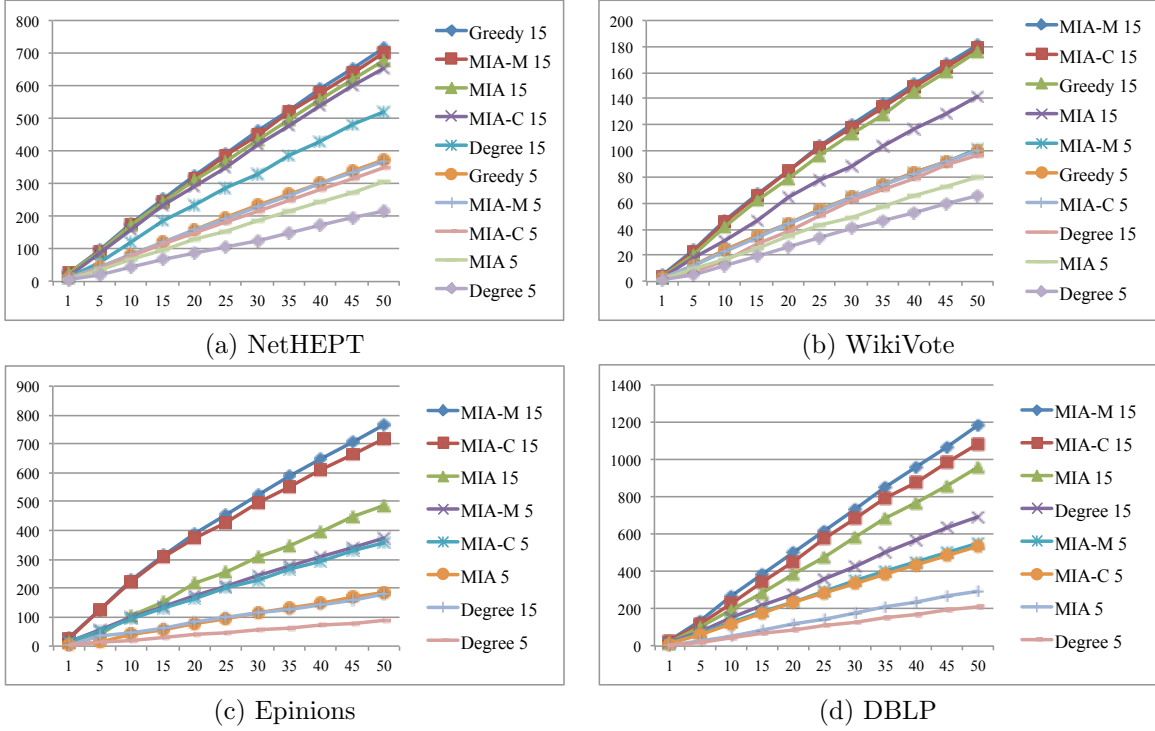 800
700
600
500
400
300
200
100
0
1 5 10 15 20 25 30 35 40 45 50
Greedy 15
MIA-M 15
MIA 15
MIA-C 15
Degree 15
Greedy 5
MIA-M 5
MIA-C 5
MIA 5
Degree 5
(a) NetHEPT
200
180
160
140
120
100
80
60
40
20
0
1 5 10 15 20 25 30 35 40 45 50
MIA-M 15
MIA-C 15
Greedy 15
MIA 15
MIA-M 5
Greedy 5
MIA-C 5
Degree 15
MIA 5
Degree 5
(b) WikiVote
900
800
700
600
500
400
300
200
100
0
1 5 10 15 20 25 30 35 40 45 50
MIA-M 15
MIA-C 15
MIA 15
MIA-M 5
MIA-C 5
MIA 5
Degree 15
Degree 5
(c) Epinions
1400
1200
1000
800
600
400
200
0
1 5 10 15 20 25 30 35 40 45 50
MIA-M 15
MIA-C 15
MIA 15
Degree 15
MIA-M 5
MIA-C 5
MIA 5
Degree 5
(d) DBLP